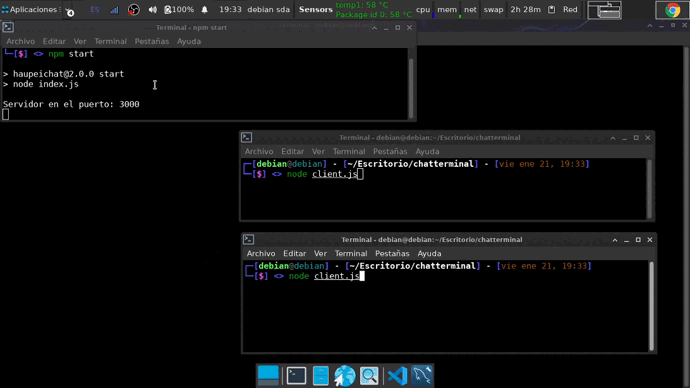 Aplicaciones
4
100%
19:33
debian sda
Sensors
temp1: 58 °C
Package id 0: 58 °C
cpu
mem
net
swap
2h 28m
Red
Terminal - npm start
Archivo Editar Ver Terminal Pestañas Ayuda
└─[$] <> npm start
> haupeichat@2.0.0 start
> node index.js
Servidor en el puerto: 3000
Terminal - debian@debian:~/Escritorio/chatterminal
Archivo Editar Ver Terminal Pestañas Ayuda
┌─[debian@debian] - [~/Escritorio/chatterminal] - [vie ene 21, 19:33]
└─[$] <> node client.js
Terminal - debian@debian:~/Escritorio/chatterminal
Archivo Editar Ver Terminal Pestañas Ayuda
┌─[debian@debian] - [~/Escritorio/chatterminal] - [vie ene 21, 19:33]
└─[$] <> node client.js